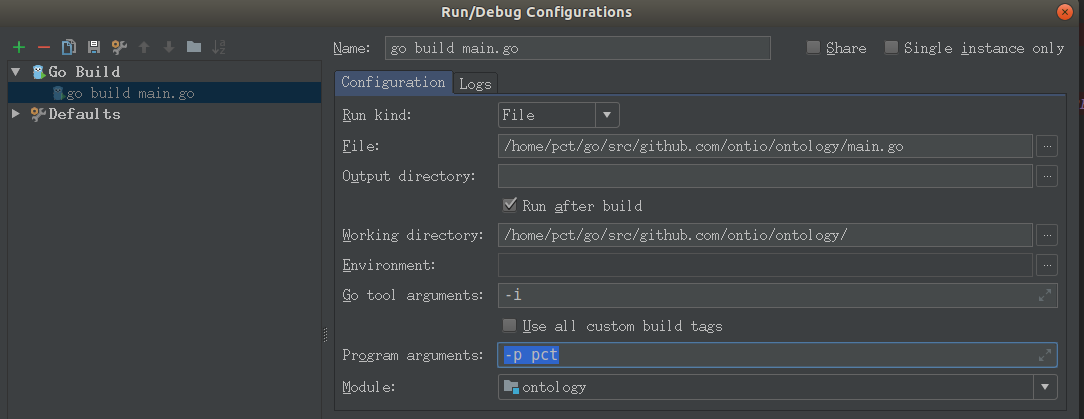 Run/Debug Configurations
Name: go build main.go Share Single instance only
Go Build
go build main.go
Defaults
Configuration Logs
Run kind: File
File: /home/pct/go/src/github.com/ontio/ontology/main.go ...
Output directory: ...
Run after build
Working directory: /home/pct/go/src/github.com/ontio/ontology/ ...
Environment: ...
Go tool arguments: -i
Use all custom build tags
Program arguments: -p pct
Module: ontology